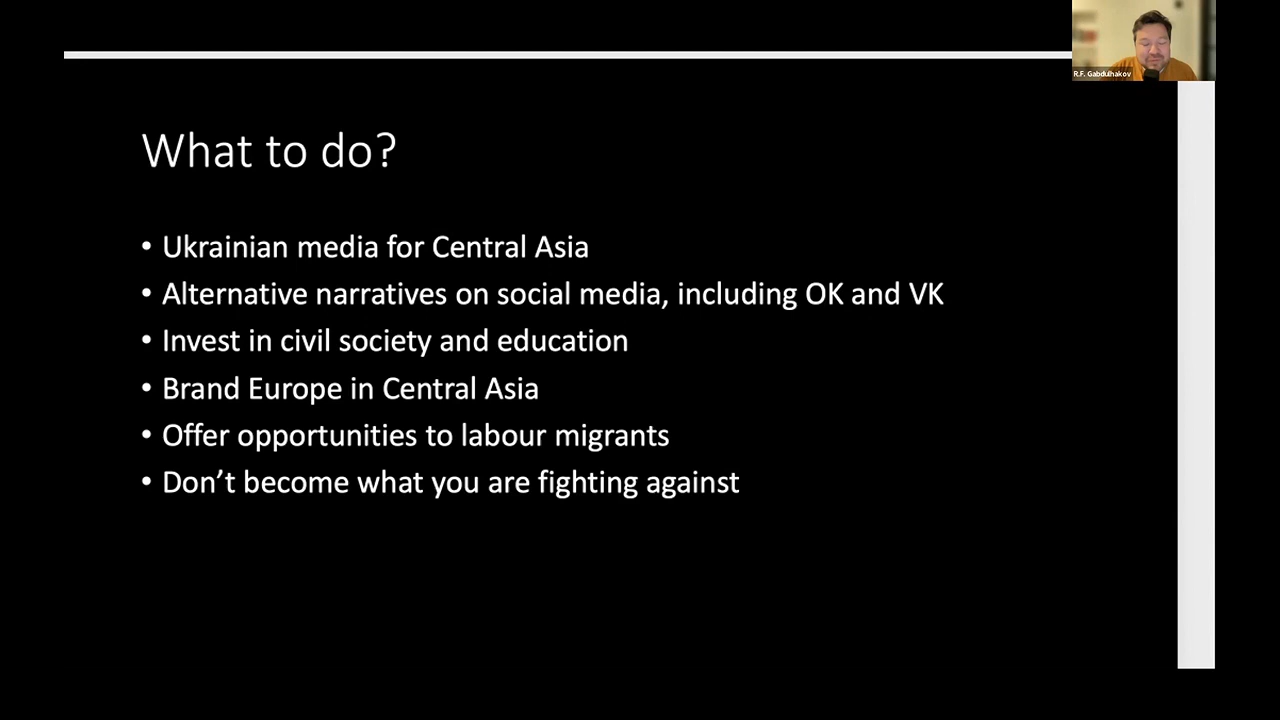 R.F. Gabdulhakov
What to do?
• Ukrainian media for Central Asia
• Alternative narratives on social media, including OK and VK
• Invest in civil society and education
• Brand Europe in Central Asia
• Offer opportunities to labour migrants
• Don’t become what you are fighting against